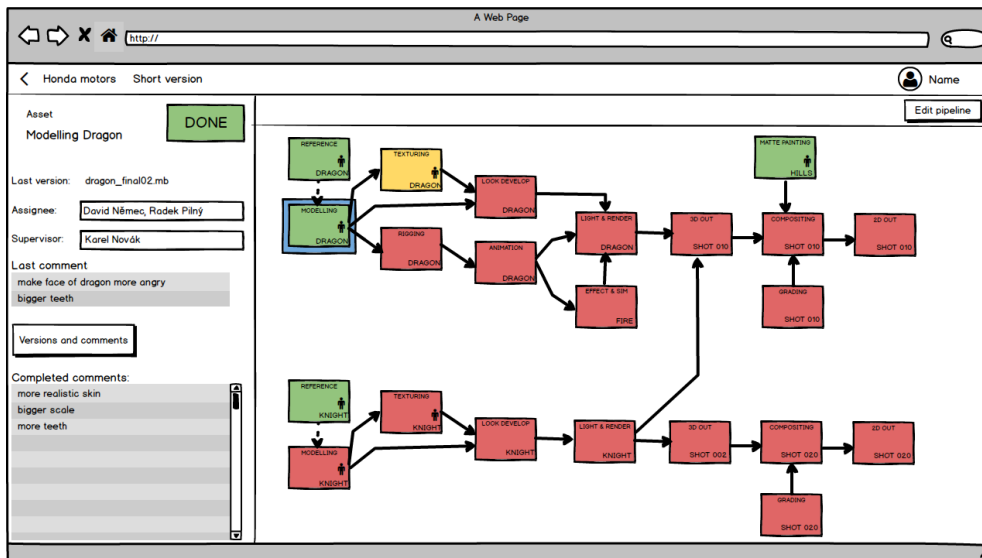 A Web Page
http://
Honda motors Short version
Name
Edit pipeline
Asset
Modelling Dragon
DONE
Last version: dragon_final02.mb
Assignee: David Němec, Radek Pilný
Supervisor: Karel Novák
Last comment
make face of dragon more angry
bigger teeth
Versions and comments
Completed comments:
more realistic skin
bigger scale
more teeth
REFERENCE
DRAGON
TEXTURING
DRAGON
MATTE PAINTING
HILLS
LOOK DEVELOP
DRAGON
MODELLING
DRAGON
RIGGING
DRAGON
ANIMATION
DRAGON
LIGHT & RENDER
DRAGON
3D OUT
SHOT 010
COMPOSITING
SHOT 010
2D OUT
SHOT 010
EFFECT & SIM
FIRE
GRADING
SHOT 010
REFERENCE
KNIGHT
TEXTURING
KNIGHT
MODELLING
KNIGHT
LOOK DEVELOP
KNIGHT
LIGHT & RENDER
KNIGHT
3D OUT
SHOT 002
COMPOSITING
SHOT 020
2D OUT
SHOT 020
GRADING
SHOT 020